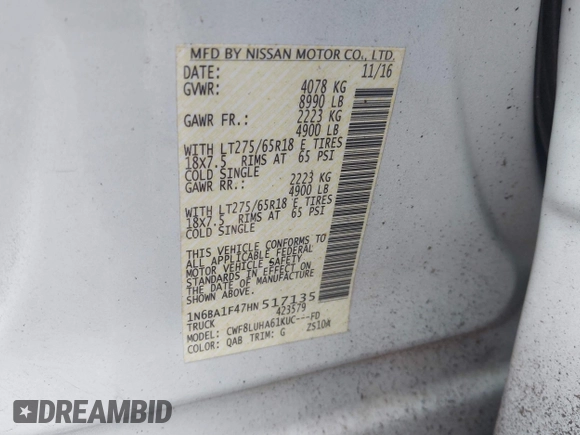 MFD BY NISSAN MOTOR CO., LTD.
DATE: 11/16
GVWR: 4078 KG
8990 LB
GAWR FR.: 2223 KG
4900 LB
WITH LT275/65R18 E TIRES
18X7.5 RIMS AT 65 PSI
COLD SINGLE
GAWR RR.: 2223 KG
4900 LB
WITH LT275/65R18 E TIRES
18X7.5 RIMS AT 65 PSI
COLD SINGLE
THIS VEHICLE CONFORMS TO
ALL APPLICABLE FEDERAL
MOTOR VEHICLE SAFETY
STANDARDS IN EFFECT ON
THE DATE OF MANUFACTURE
SHOWN ABOVE.
1N6BA1F47HN517135
TRUCK 423579
MODEL: CWF8LUHA61KUC---FD
COLOR: QAB TRIM: G ZS1DA
DREAMBID